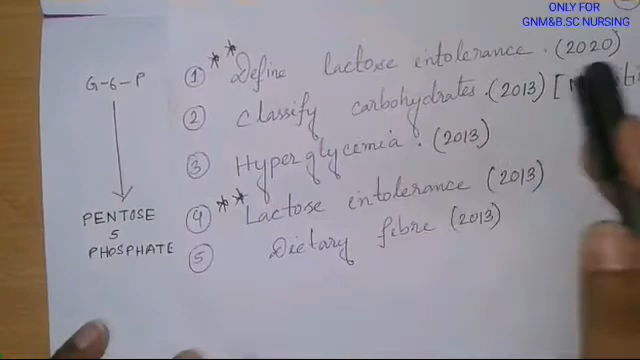 ONLY FOR
GNM&B.SC NURSING
G-6-P
PENTOSE
5
PHOSPHATE
① ** Define lactose intolerance. (2020)
② Classify carbohydrates. (2013) [
③ Hyperglycemia. (2013)
④ ** Lactose intolerance (2013)
⑤ Dietary fibre (2013)